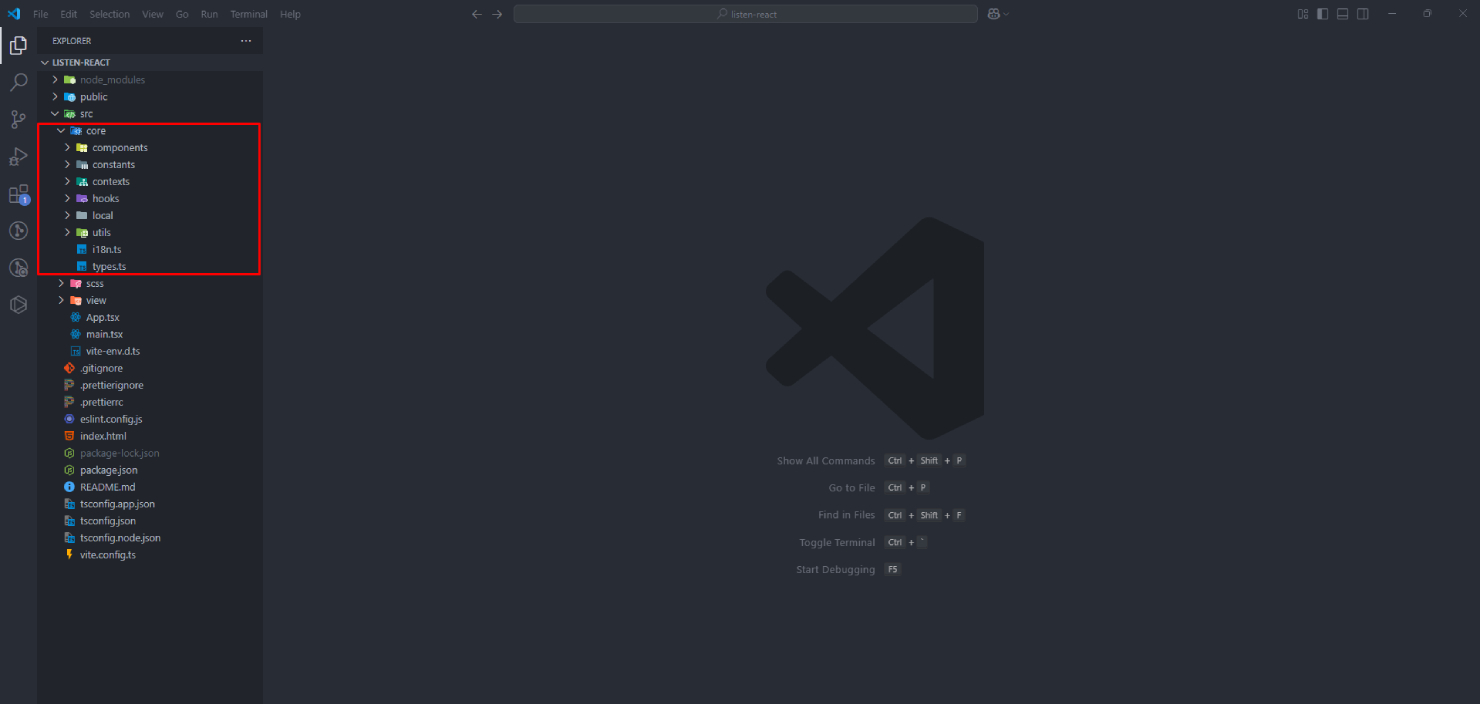 File Edit Selection View Go Run Terminal Help
listen-react
EXPLORER
LISTEN-REACT
node_modules
public
src
core
components
constants
contexts
hooks
local
utils
i18n.ts
types.ts
scss
view
App.tsx
main.tsx
vite-env.d.ts
.gitignore
.prettierignore
.prettierrc
eslint.config.js
index.html
package-lock.json
package.json
README.md
tsconfig.app.json
tsconfig.json
tsconfig.node.json
vite.config.ts
1
Show All Commands Ctrl + Shift + P
Go to File Ctrl + P
Find in Files Ctrl + Shift + F
Toggle Terminal Ctrl + `
Start Debugging F5